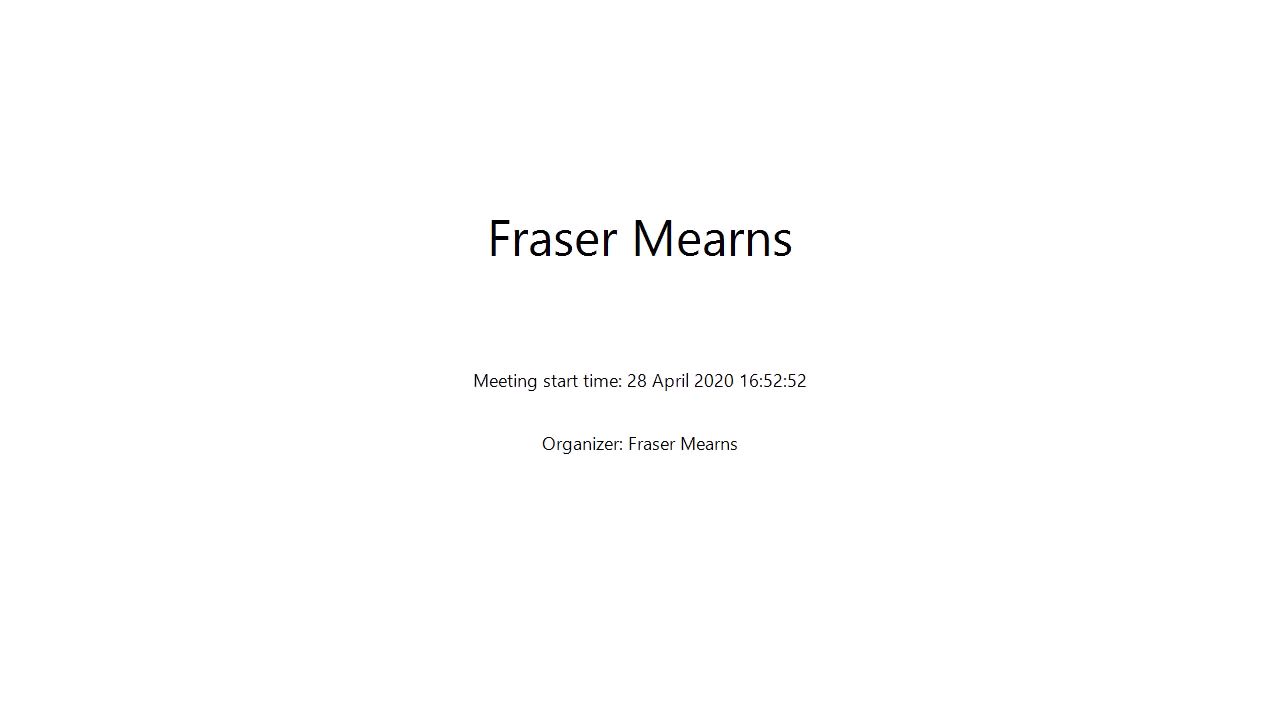 Fraser Mearns
Meeting start time: 28 April 2020 16:52:52
Organizer: Fraser Mearns